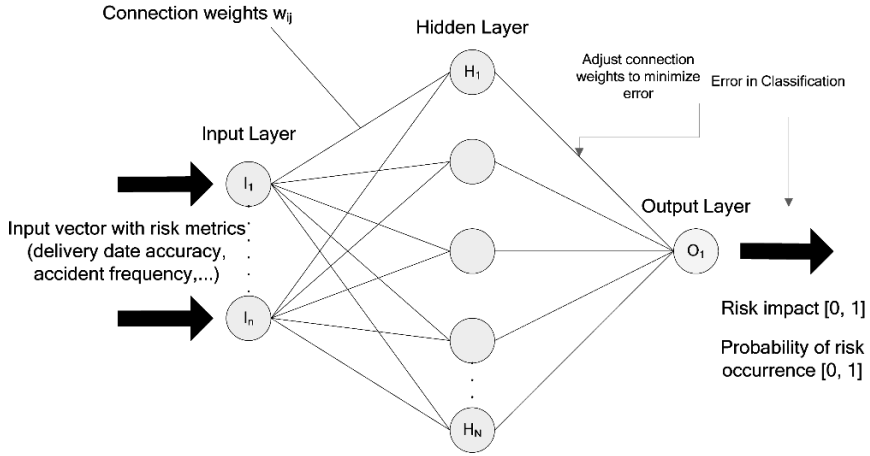 Connection weights wij
Hidden Layer
H1
Adjust connection
weights to minimize
error
Error in Classification
Input Layer
I1
Input vector with risk metrics
(delivery date accuracy,
accident frequency,...)
In
Output Layer
O1
Risk impact [0, 1]
Probability of risk
occurrence [0, 1]
HN